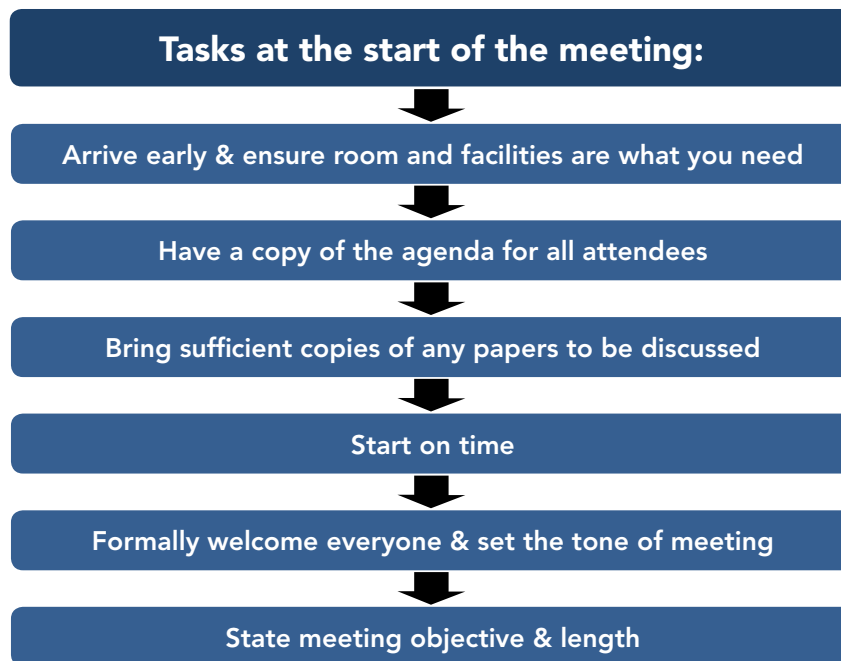 Tasks at the start of the meeting:
Arrive early & ensure room and facilities are what you need
Have a copy of the agenda for all attendees
Bring sufficient copies of any papers to be discussed
Start on time
Formally welcome everyone & set the tone of meeting
State meeting objective & length